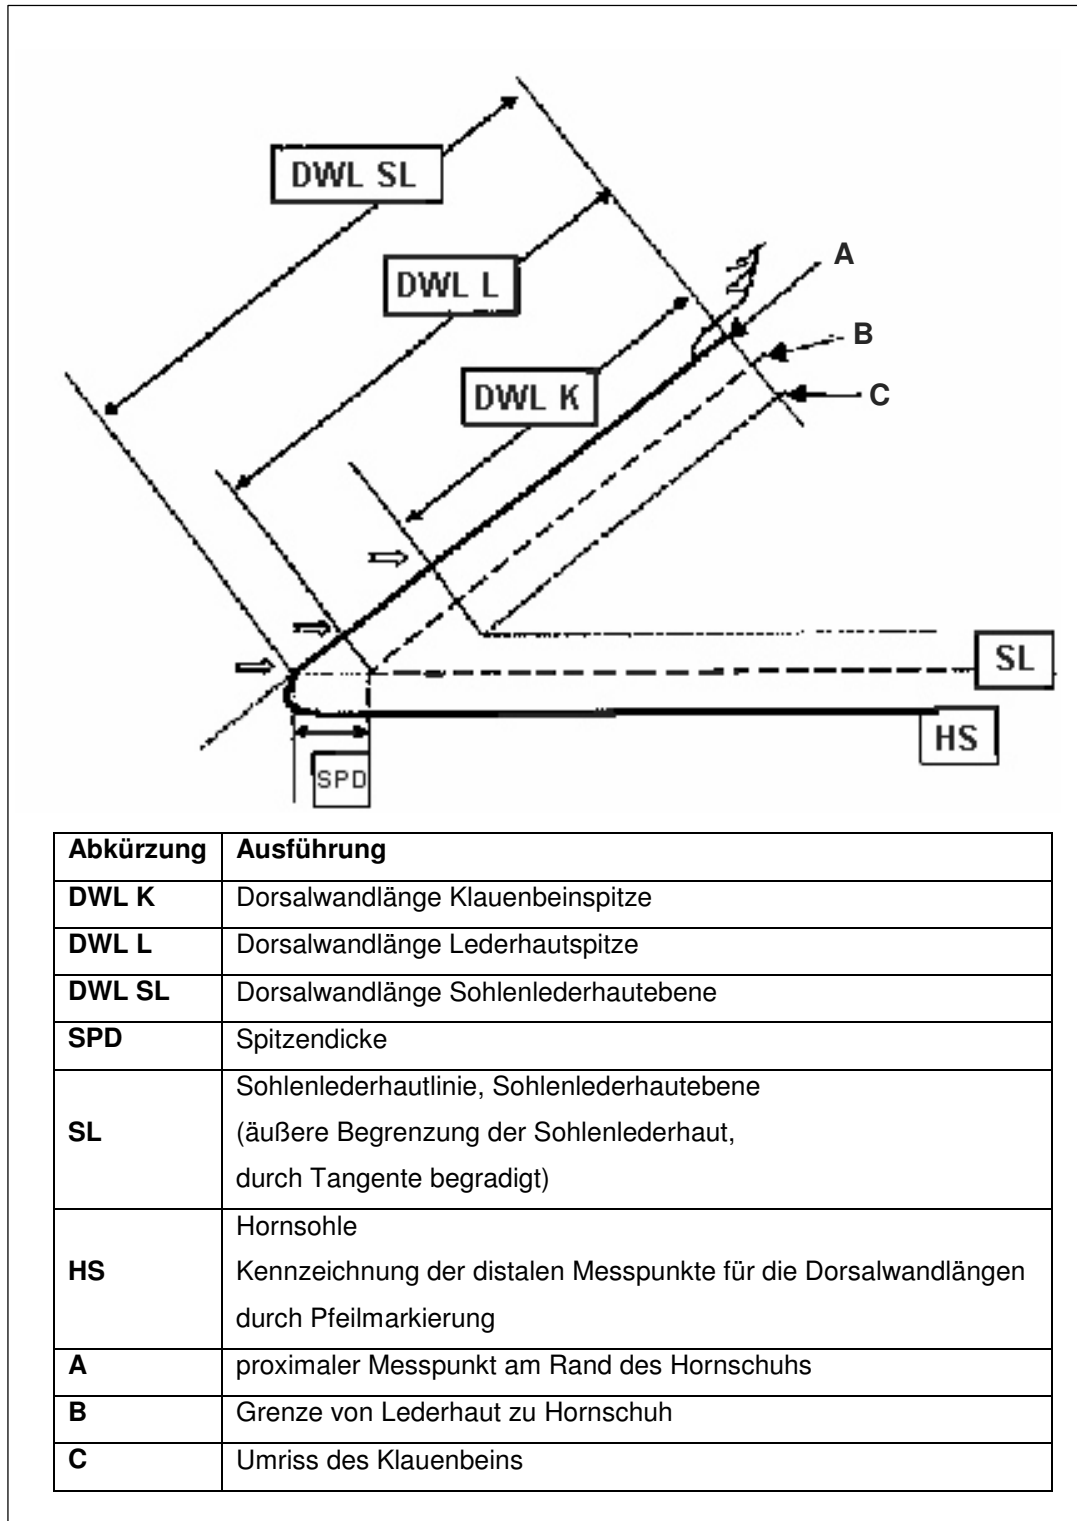 DWL SL
DWL L
DWL K
A
B
C
SL
HS
SPD
Abkürzung Ausführung
DWL K Dorsalwandlänge Klauenbeinspitze
DWL L Dorsalwandlänge Lederhautspitze
DWL SL Dorsalwandlänge Sohlenlederhautebene
SPD Spitzendicke
SL Sohlenlederhautlinie, Sohlenlederhautebene
(äußere Begrenzung der Sohlenlederhaut,
durch Tangente begradigt)
HS Hornsohle
Kennzeichnung der distalen Messpunkte für die Dorsalwandlängen
durch Pfeilmarkierung
A proximaler Messpunkt am Rand des Hornschuhs
B Grenze von Lederhaut zu Hornschuh
C Umriss des Klauenbeins